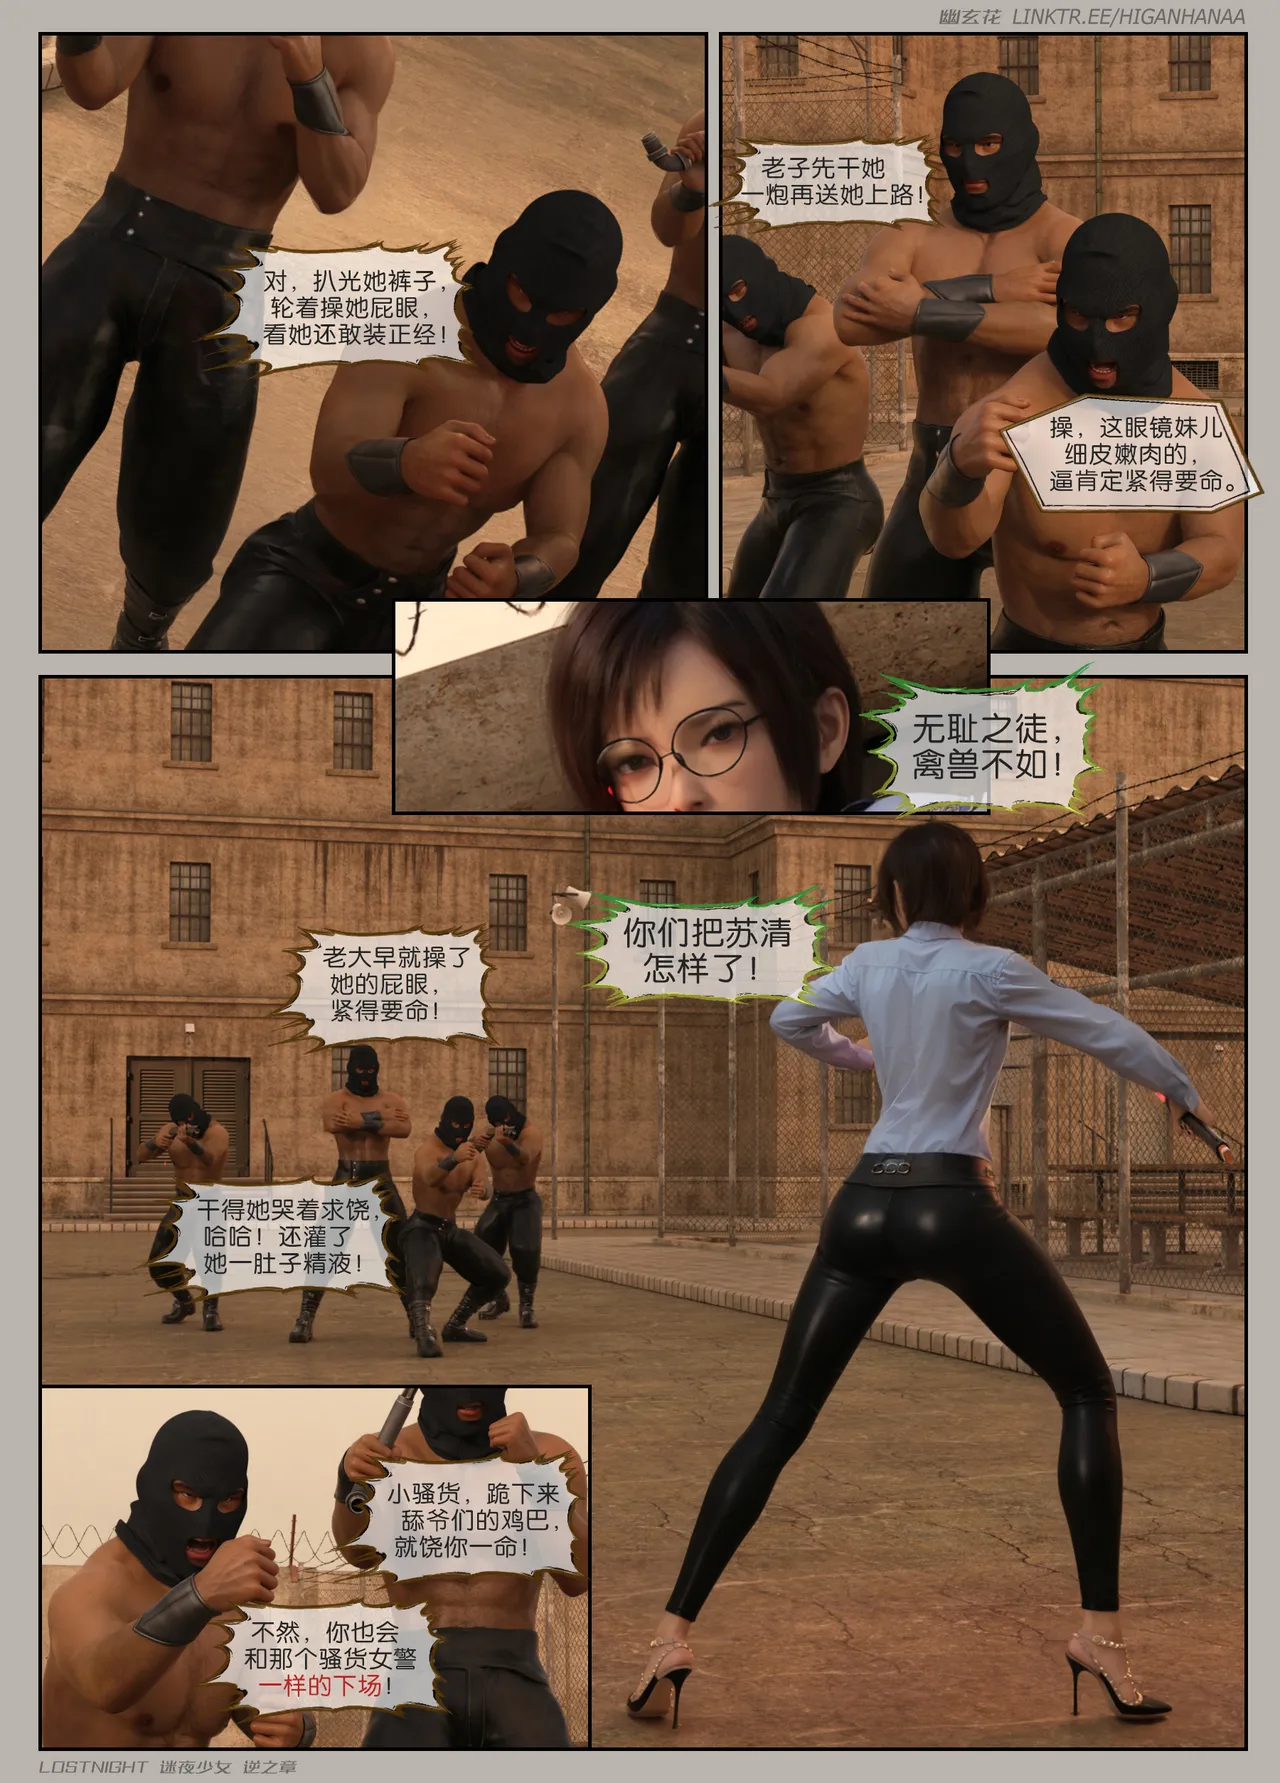 幽玄花 LINKTR.EE/HIGANHANAA
对，扒光她裤子，
轮着操她屁眼，
看她还敢装正经！
老子先干她
一炮再送她上路！
操，这眼镜妹儿
细皮嫩肉的，
逼肯定紧得要命。
无耻之徒，
禽兽不如！
你们把苏清
怎样了！
老大早就操了
她的屁眼，
紧得要命！
干得她哭着求饶，
哈哈！还灌了
她一肚子精液！
小骚货，跪下来
舔爷们的鸡巴，
就饶你一命！
不然，你也会
和那个骚货女警
一样的下场！
LOSTNIGHT 迷夜少女 逆之章